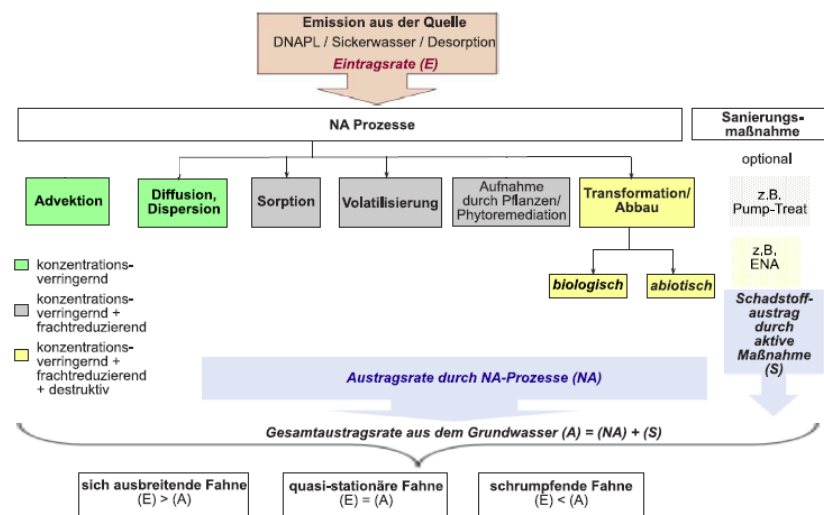 Emission aus der Quelle
DNAPL / Sickerwasser / Desorption
Eintragsrate (E)
NA Prozesse
Sanierungs-
maßnahme
optional
Advektion
Diffusion,
Dispersion
Sorption
Volatilisierung
Aufnahme
durch Pflanzen/
Phytoremediation
Transformation/
Abbau
z.B.
Pump-Treat
biologisch
abiotisch
z,B,
ENA
konzentrations-
verringernd
konzentrations-
verringernd +
frachtreduzierend
konzentrations-
verringernd +
frachtreduzierend
+ destruktiv
Schadstoff-
austrag
durch
aktive
Maßnahme
(S)
Austragsrate durch NA-Prozesse (NA)
Gesamtaustragsrate aus dem Grundwasser (A) = (NA) + (S)
sich ausbreitende Fahne
(E) > (A)
quasi-stationäre Fahne
(E) = (A)
schrumpfende Fahne
(E) < (A)